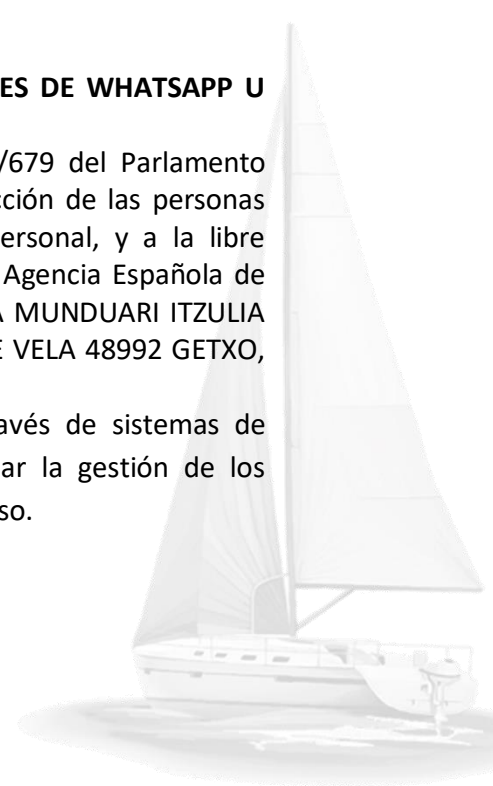 ES DE WHATSAPP U
/679 del Parlamento
cción de las personas
ersonal, y a la libre
Agencia Española de
A MUNDUARI ITZULIA
E VELA 48992 GETXO,
avés de sistemas de
ar la gestión de los
so.